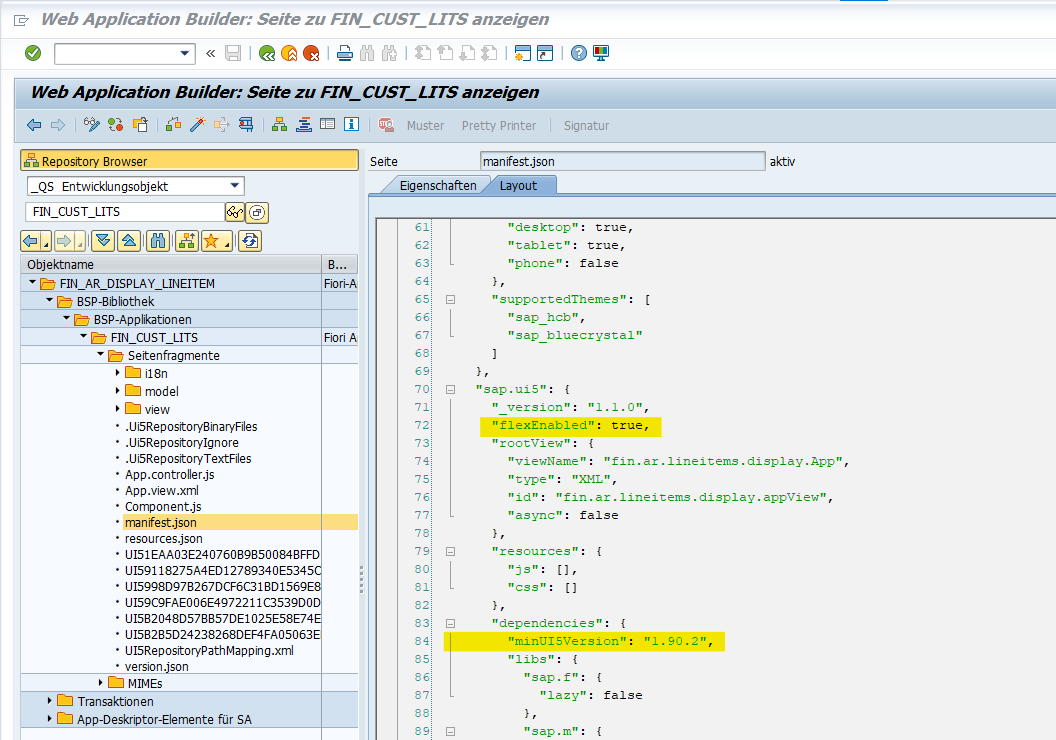 Web Application Builder: Seite zu FIN_CUST_LITS anzeigen
Web Application Builder: Seite zu FIN_CUST_LITS anzeigen
Muster Pretty Printer Signatur
Repository Browser
_QS Entwicklungsobjekt
FIN_CUST_LITS
Objektname B...
FIN_AR_DISPLAY_LINEITEM Fiori-A
BSP-Bibliothek
BSP-Applikationen
FIN_CUST_LITS Fiori A
Seitenfragmente
i18n
model
view
.Ui5RepositoryBinaryFiles
.Ui5RepositoryIgnore
.Ui5RepositoryTextFiles
App.controller.js
App.view.xml
Component.js
manifest.json
resources.json
UI51EAA03E240760B9B50084BFFD
UI59118275A4ED12789340E5345C
UI5998D97B267DCF6C31BD1569E8
UI59C9FAE006E4972211C3539D0D
UI5B2048D57BB57DE1025E58E74E
UI5B2B5D24238268DEF4FA05063E
UI5RepositoryPathMapping.xml
version.json
MIMEs
Transaktionen
App-Deskriptor-Elemente für SA
Seite manifest.json aktiv
Eigenschaften Layout
61 "desktop": true,
62 "tablet": true,
63 "phone": false
64 },
65 "supportedThemes": [
66 "sap_hcb",
67 "sap_bluecrystal"
68 ]
69 },
70 "sap.ui5": {
71 "_version": "1.1.0",
72 "flexEnabled": true,
73 "rootView": {
74 "viewName": "fin.ar.lineitems.display.App",
75 "type": "XML",
76 "id": "fin.ar.lineitems.display.appView",
77 "async": false
78 },
79 "resources": {
80 "js": [],
81 "css": []
82 },
83 "dependencies": {
84 "minUI5Version": "1.90.2",
85 "libs": {
86 "sap.f": {
87 "lazy": false
88 },
89 "sap.m": {